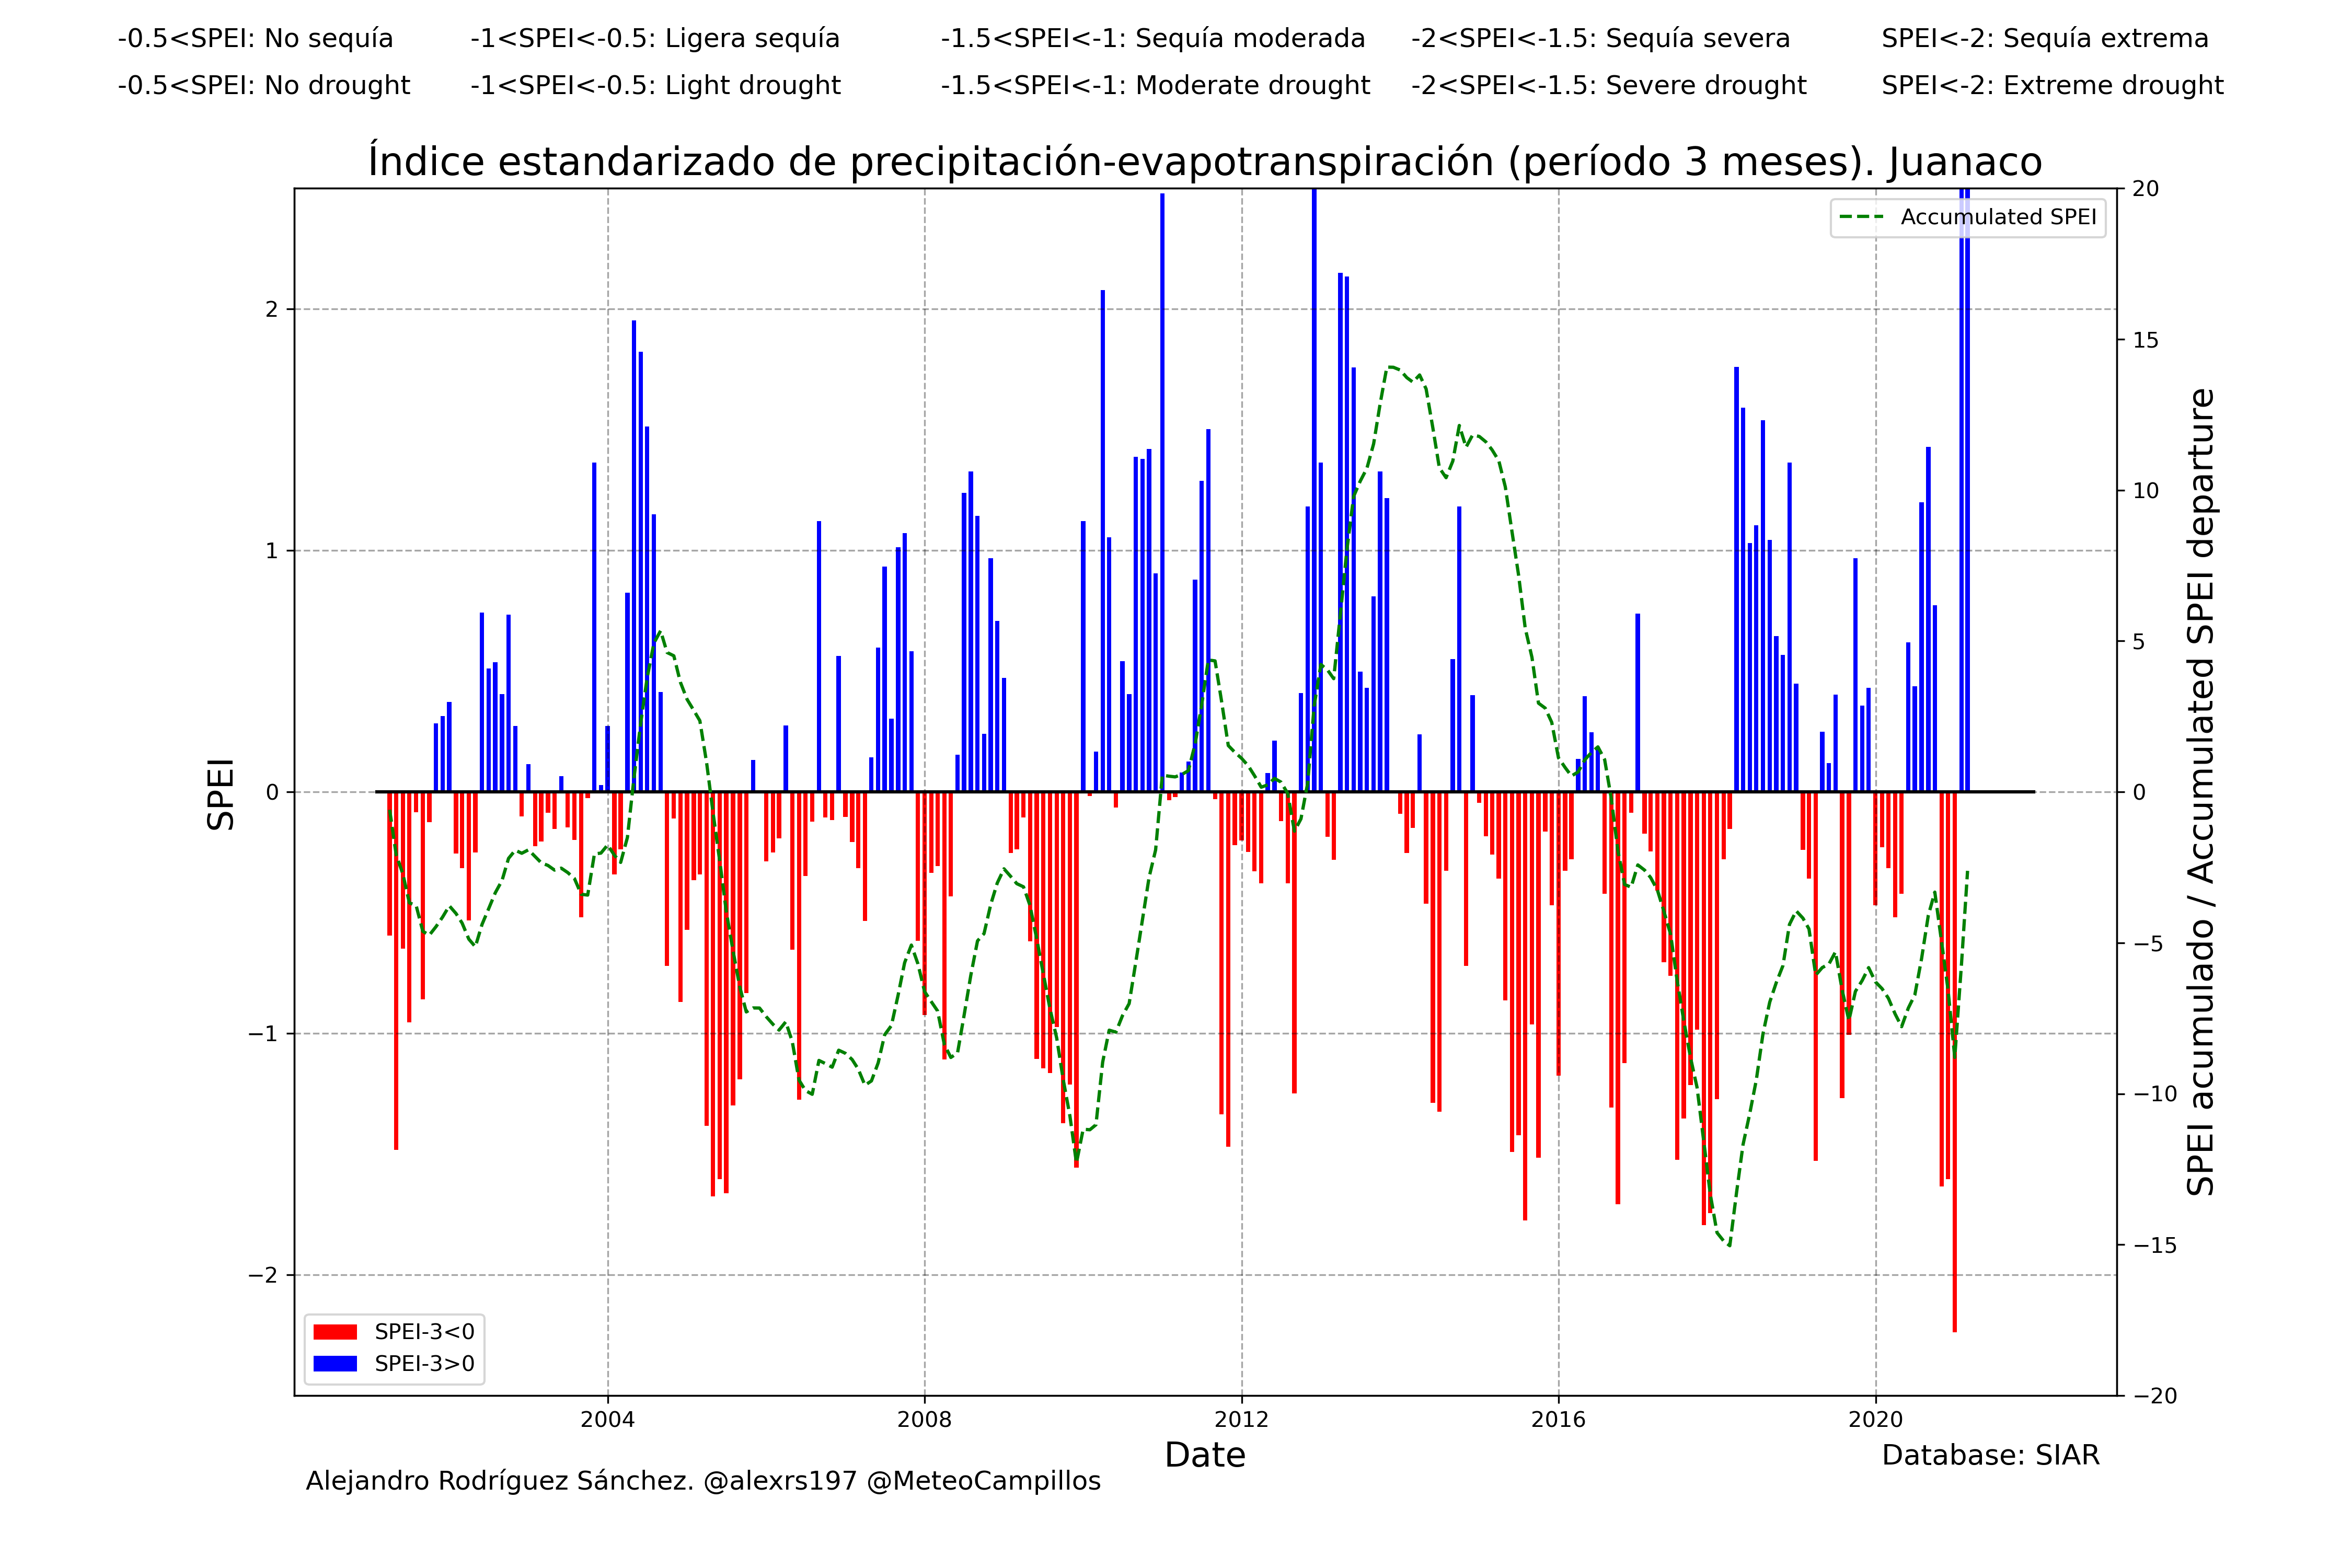 -0.5<SPEI: No sequía -1<SPEI<-0.5: Ligera sequía -1.5<SPEI<-1: Sequía moderada -2<SPEI<-1.5: Sequía severa SPEI<-2: Sequía extrema
-0.5<SPEI: No drought -1<SPEI<-0.5: Light drought -1.5<SPEI<-1: Moderate drought -2<SPEI<-1.5: Severe drought SPEI<-2: Extreme drought
Índice estandarizado de precipitación-evapotranspiración (período 3 meses). Juanaco
Accumulated SPEI
SPEI
2
1
0
−1
−2
20
15
10
5
0
−5
−10
−15
−20
SPEI acumulado / Accumulated SPEI departure
SPEI-3<0
SPEI-3>0
2004 2008 2012 2016 2020
Date
Database: SIAR
Alejandro Rodríguez Sánchez. @alexrs197 @MeteoCampillos